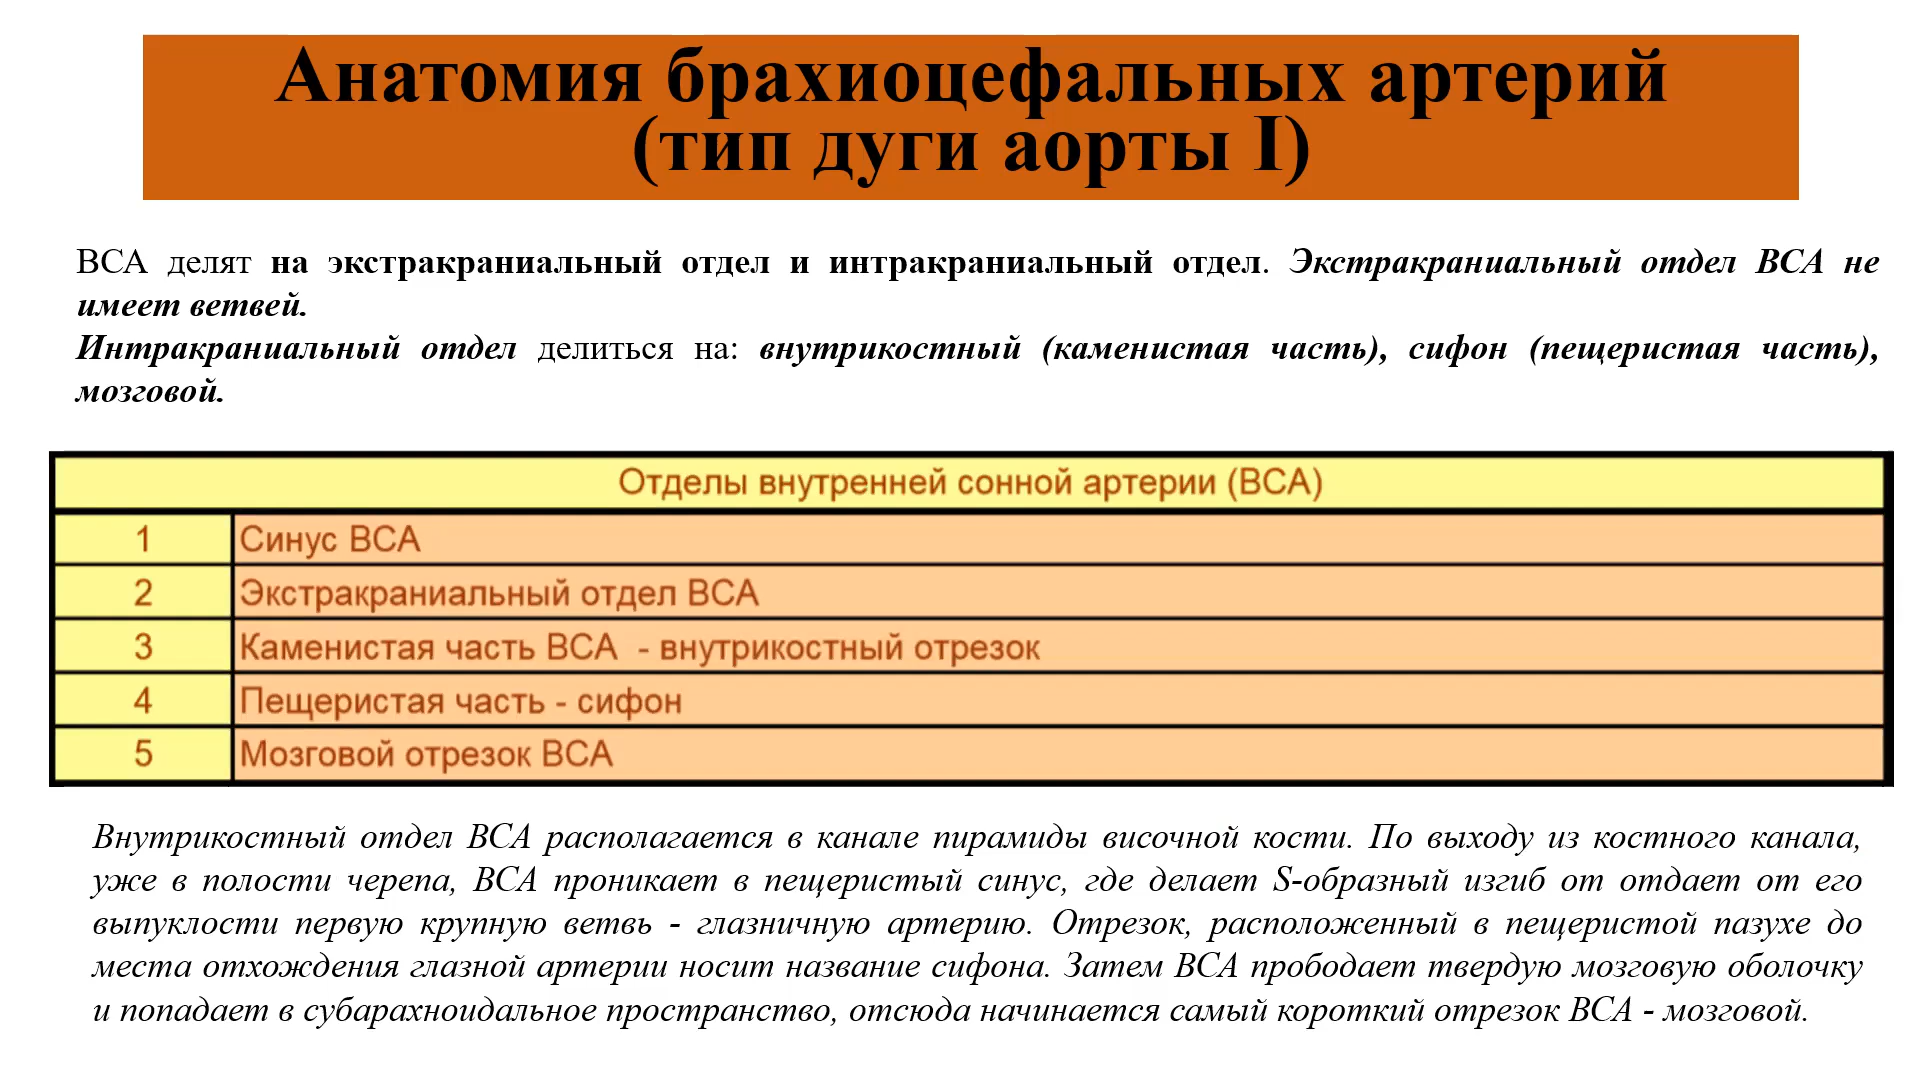 Анатомия брахиоцефальных артерий
(тип дуги аорты I)
ВСА делят на экстракраниальный отдел и интракраниальный отдел. Экстракраниальный отдел ВСА не
имеет ветвей.
Интракраниальный отдел делиться на: внутрикостный (каменистая часть), сифон (пещеристая часть),
мозговой.
Отделы внутренней сонной артерии (ВСА)
1 Синус ВСА
2 Экстракраниальный отдел ВСА
3 Каменистая часть ВСА - внутрикостный отрезок
4 Пещеристая часть - сифон
5 Мозговой отрезок ВСА
Внутрикостный отдел ВСА располагается в канале пирамиды височной кости. По выходу из костного канала,
уже в полости черепа, ВСА проникает в пещеристый синус, где делает S-образный изгиб от отдает от его
выпуклости первую крупную ветвь - глазничную артерию. Отрезок, расположенный в пещеристой пазухе до
места отхождения глазной артерии носит название сифона. Затем ВСА прободает твердую мозговую оболочку
и попадает в субарахноидальное пространство, отсюда начинается самый короткий отрезок ВСА - мозговой.